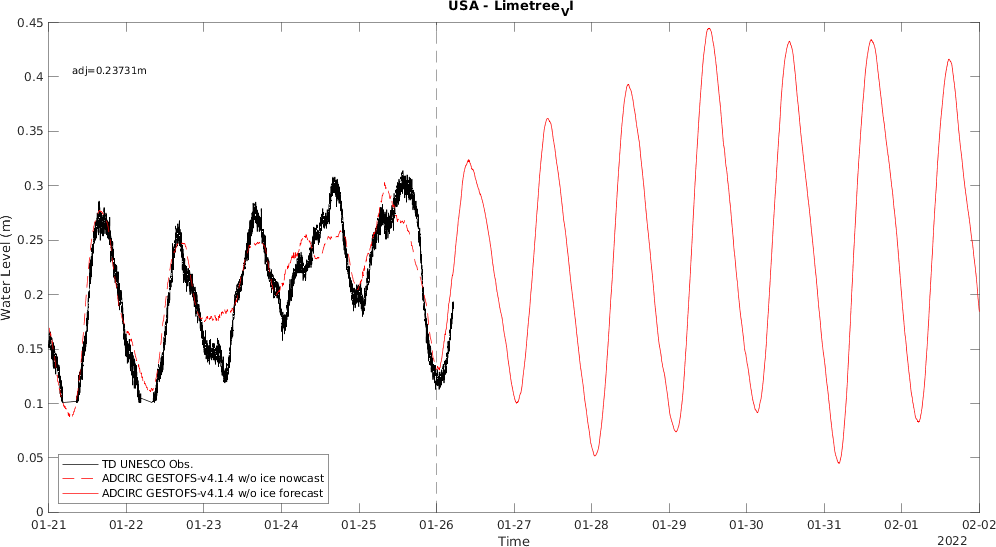 USA - Limetree_VI
0.45
0.4
0.35
0.3
0.25
0.2
0.15
0.1
0.05
0
Water Level (m)
adj=0.23731m
TD UNESCO Obs.
ADCIRC GESTOFS-v4.1.4 w/o ice nowcast
ADCIRC GESTOFS-v4.1.4 w/o ice forecast
01-21 01-22 01-23 01-24 01-25 01-26 01-27 01-28 01-29 01-30 01-31 02-01 02-02
Time
2022